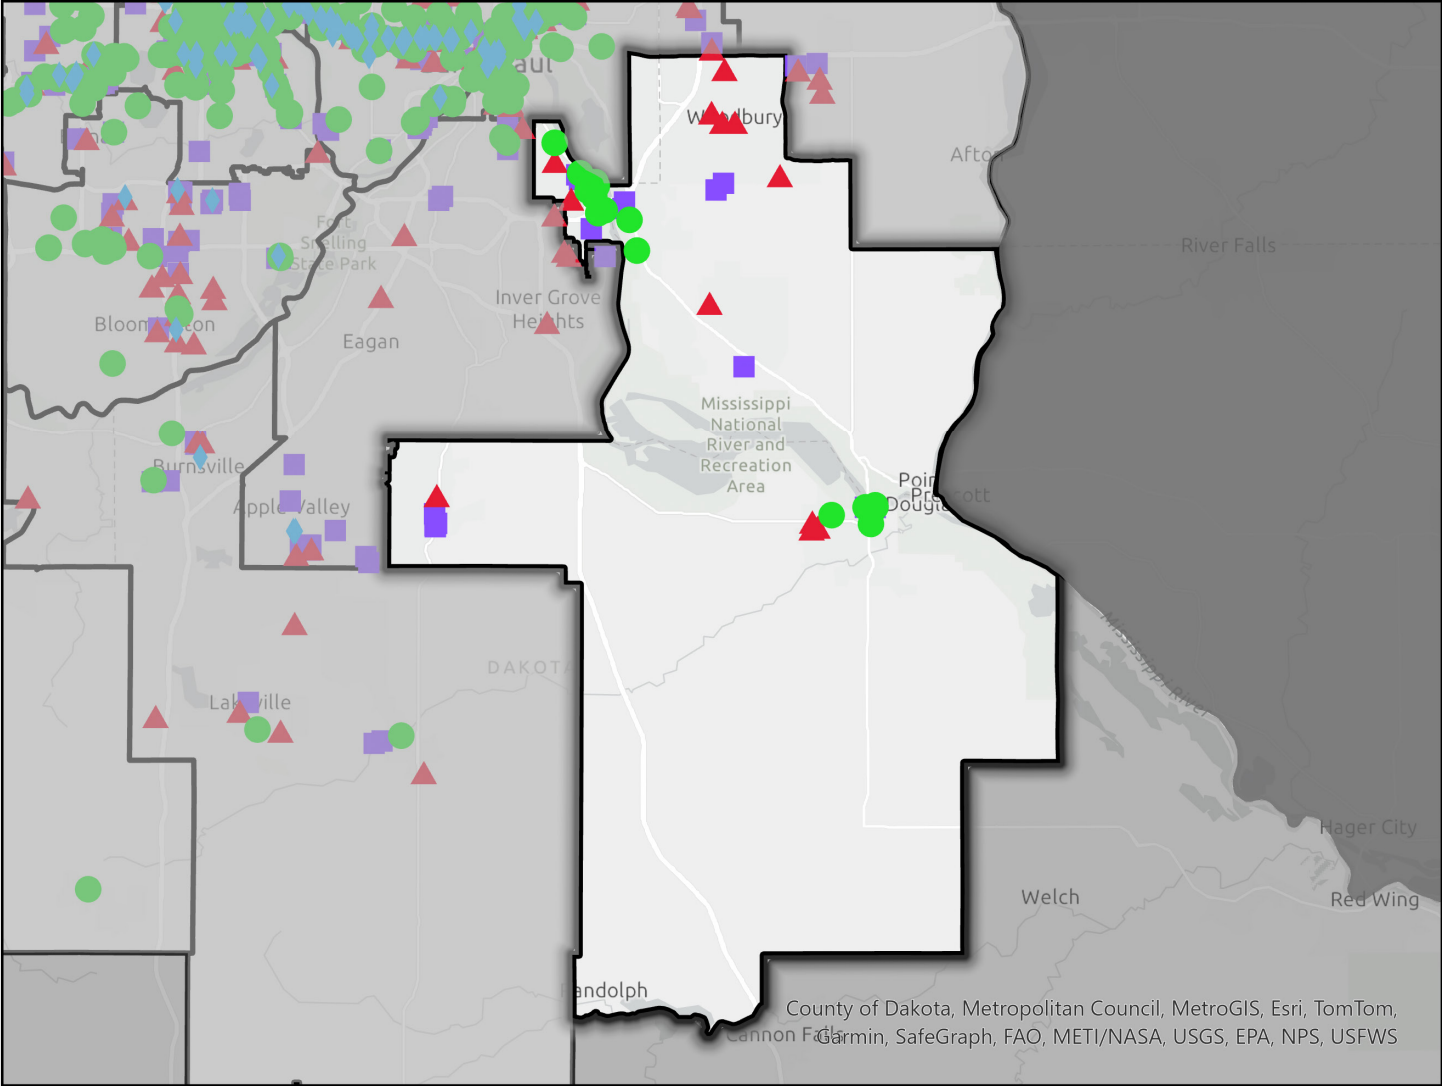 aul
Woodbury
Afton
Fort
Snelling
State Park
River Falls
Inver Grove
Heights
Bloomington
Eagan
Mississippi
National
River and
Recreation
Area
Burnsville
Apple Valley
Poin
Prescott
Dougla
Mississippi River
DAKOTA
Lakeville
Hager City
Welch
Red Wing
Randolph
County of Dakota, Metropolitan Council, MetroGIS, Esri, TomTom,
Cannon Falls
Garmin, SafeGraph, FAO, METI/NASA, USGS, EPA, NPS, USFWS